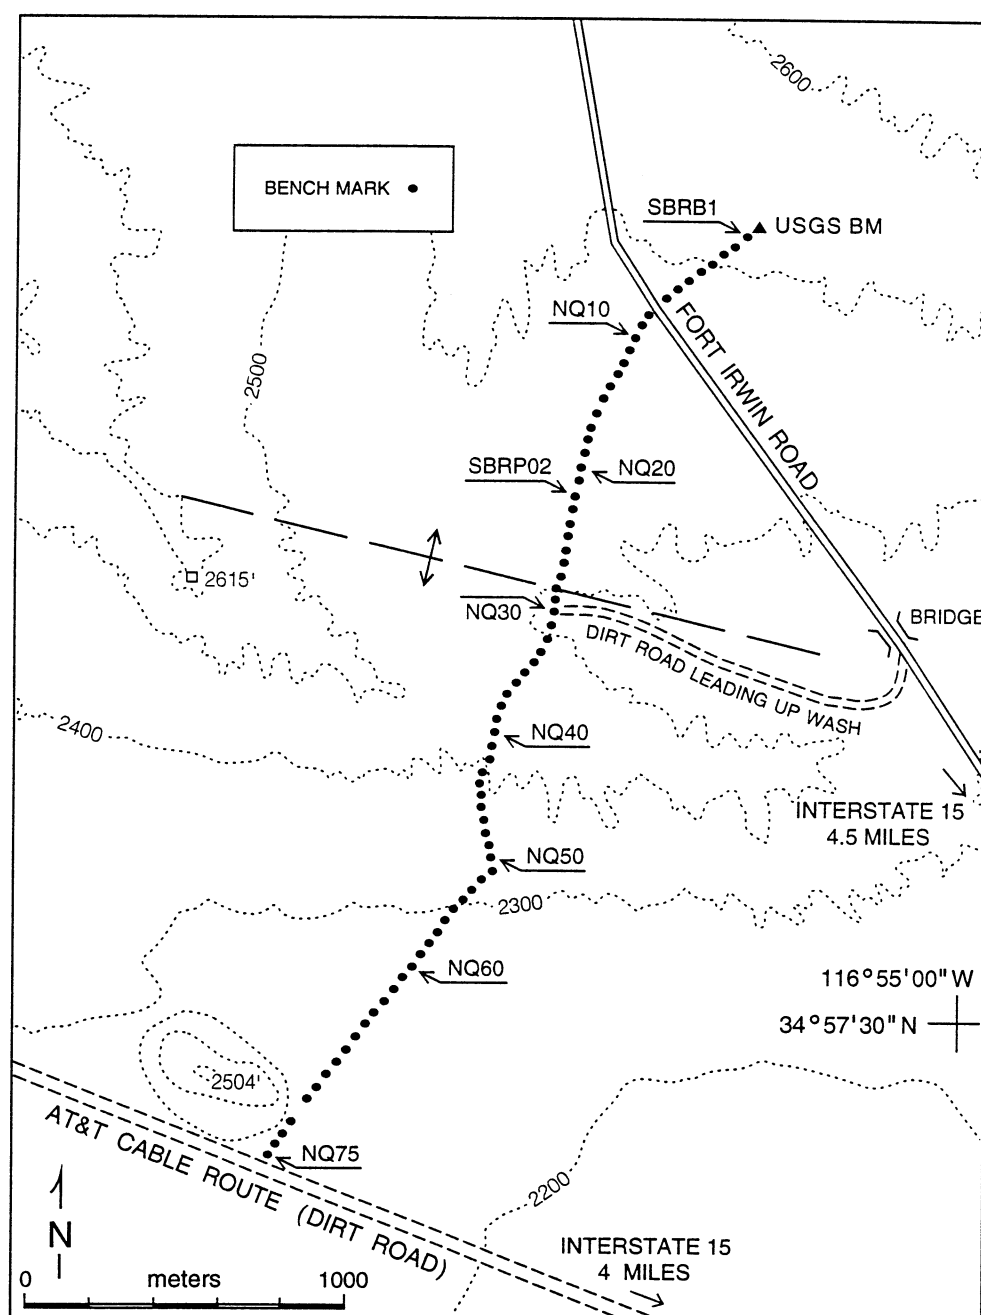 2600
BENCH MARK
SBRB1
USGS BM
NQ10
FORT IRWIN ROAD
2500
SBRP02
NQ20
2615'
NQ30
BRIDGE
DIRT ROAD LEADING UP WASH
2400
NQ40
INTERSTATE 15
4.5 MILES
NQ50
2300
NQ60
116°55'00" W
34°57'30" N
2504'
AT&T CABLE ROUTE (DIRT ROAD)
NQ75
2200
N
INTERSTATE 15
4 MILES
0 meters 1000